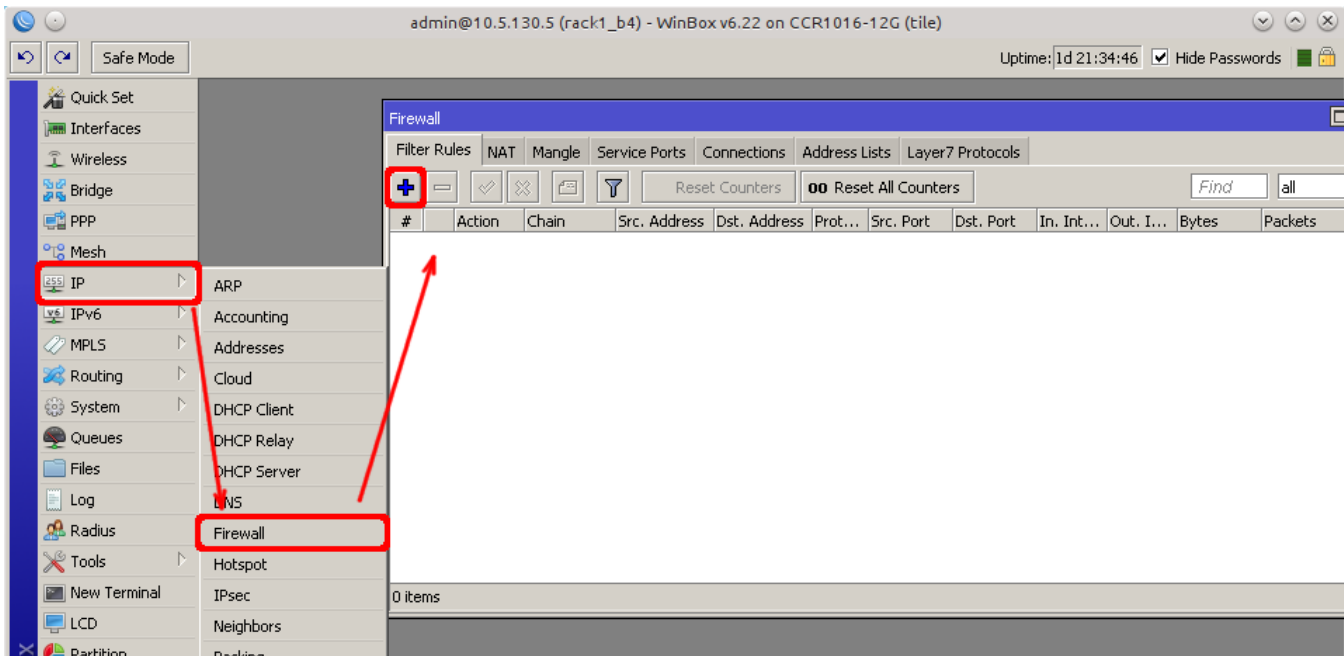 admin@10.5.130.5 (rack1_b4) - WinBox v6.22 on CCR1016-12G (tile)
Safe Mode
Uptime: 1d 21:34:46 Hide Passwords
Quick Set
Interfaces
Wireless
Bridge
PPP
Mesh
255 IP
v6 IPv6
MPLS
Routing
System
Queues
Files
Log
Radius
Tools
New Terminal
LCD
Partition
ARP
Accounting
Addresses
Cloud
DHCP Client
DHCP Relay
DHCP Server
DNS
Firewall
Hotspot
IPsec
Neighbors
Packing
Firewall
Filter Rules NAT Mangle Service Ports Connections Address Lists Layer7 Protocols
Reset Counters 00 Reset All Counters Find all
# Action Chain Src. Address Dst. Address Prot... Src. Port Dst. Port In. Int... Out. I... Bytes Packets
0 items